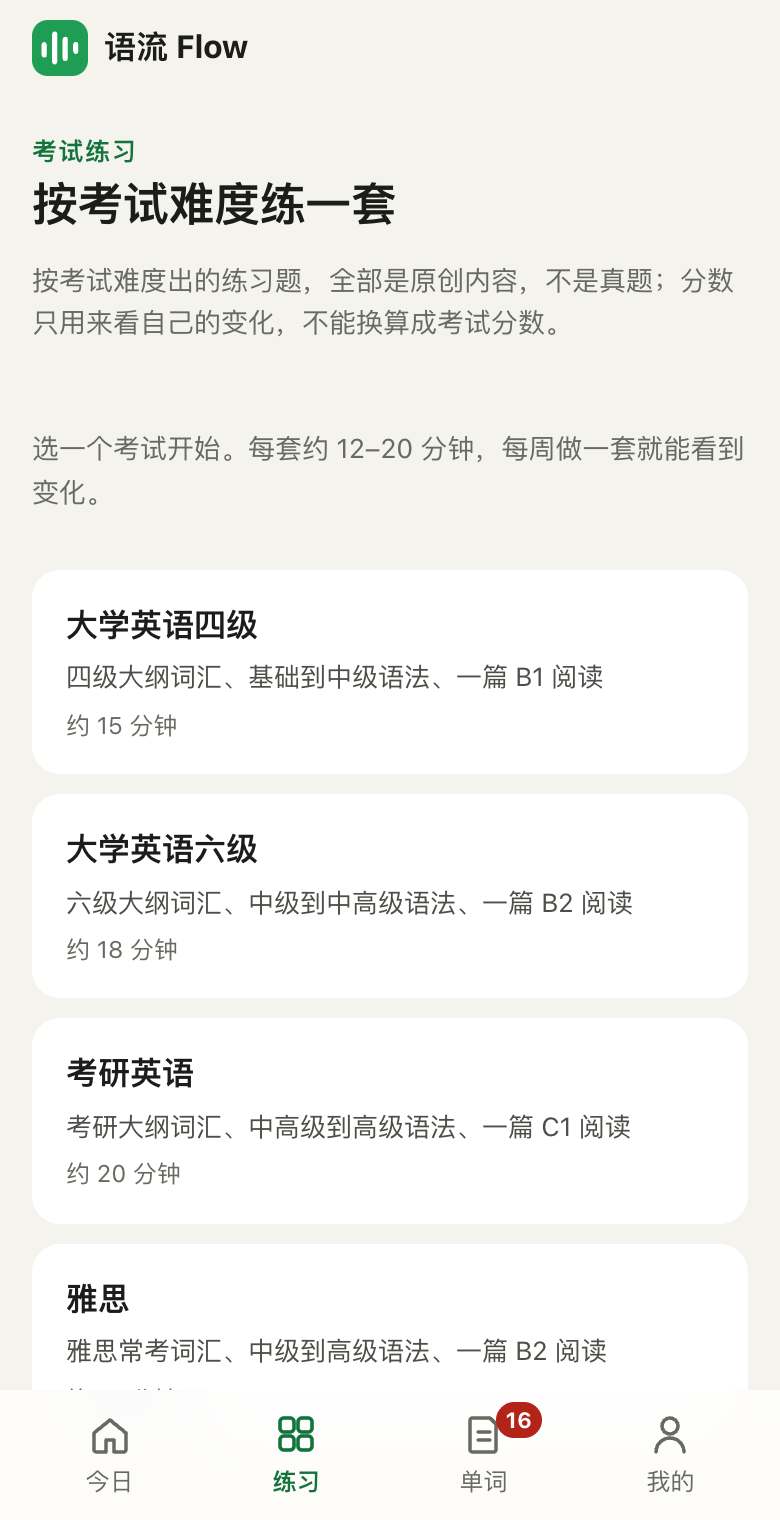 语流 Flow
考试练习
按考试难度练一套
按考试难度出的练习题，全部是原创内容，不是真题；分数
只用来看自己的变化，不能换算成考试分数。
选一个考试开始。每套约 12–20 分钟，每周做一套就能看到
变化。
大学英语四级
四级大纲词汇、基础到中级语法、一篇 B1 阅读
约 15 分钟
大学英语六级
六级大纲词汇、中级到中高级语法、一篇 B2 阅读
约 18 分钟
考研英语
考研大纲词汇、中高级到高级语法、一篇 C1 阅读
约 20 分钟
雅思
雅思常考词汇、中级到高级语法、一篇 B2 阅读
16
今日
练习
单词
我的